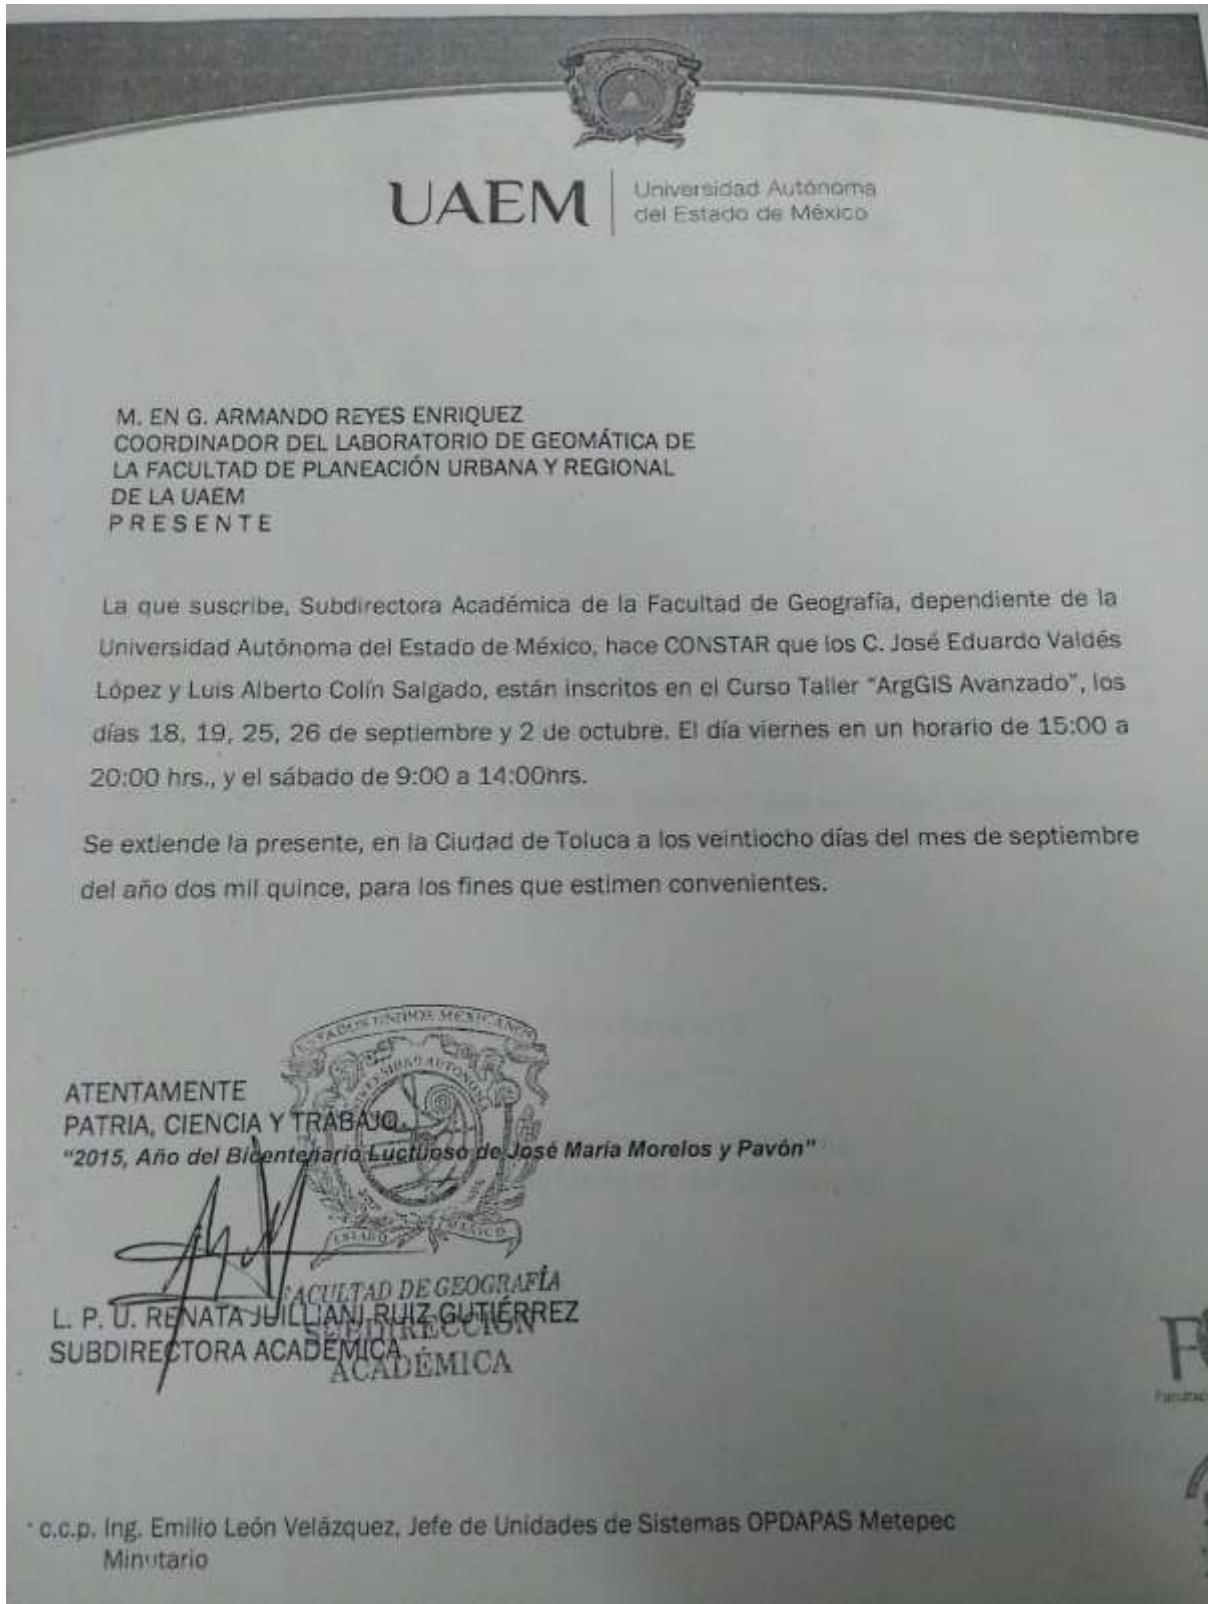 UAEM
Universidad Autónoma
del Estado de México
M. EN G. ARMANDO REYES ENRIQUEZ
COORDINADOR DEL LABORATORIO DE GEOMÁTICA DE
LA FACULTAD DE PLANEACIÓN URBANA Y REGIONAL
DE LA UAEM
P R E S E N T E
La que suscribe, Subdirectora Académica de la Facultad de Geografía, dependiente de la
Universidad Autónoma del Estado de México, hace CONSTAR que los C. José Eduardo Valdés
López y Luis Alberto Colín Salgado, están inscritos en el Curso Taller "ArgGIS Avanzado", los
días 18, 19, 25, 26 de septiembre y 2 de octubre. El día viernes en un horario de 15:00 a
20:00 hrs., y el sábado de 9:00 a 14:00hrs.
Se extiende la presente, en la Ciudad de Toluca a los veintiocho días del mes de septiembre
del año dos mil quince, para los fines que estimen convenientes.
ESTADOS UNIDOS MEXICANOS
UNIVERSIDAD AUTONOMA
ATENTAMENTE
PATRIA, CIENCIA Y TRABAJO
"2015, Año del Bicentenario Luctuoso de José María Morelos y Pavón"
ESTADO MEXICO
FACULTAD DE GEOGRAFÍA
L. P. U. RENATA JUILLIANI RUIZ GUTIÉRREZ
SUBDIRECCIÓN
SUBDIRECTORA ACADÉMICA
ACADÉMICA
c.c.p. Ing. Emilio León Velázquez, Jefe de Unidades de Sistemas OPDAPAS Metepec
Minutario